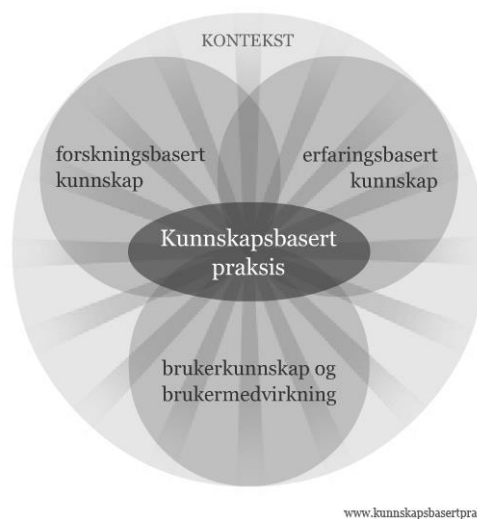 KONTEKST
forskningsbasert
kunnskap
erfaringsbasert
kunnskap
Kunnskapsbasert
praksis
brukerkunnskap og
brukermedvirkning
www.kunnskapsbasertpra